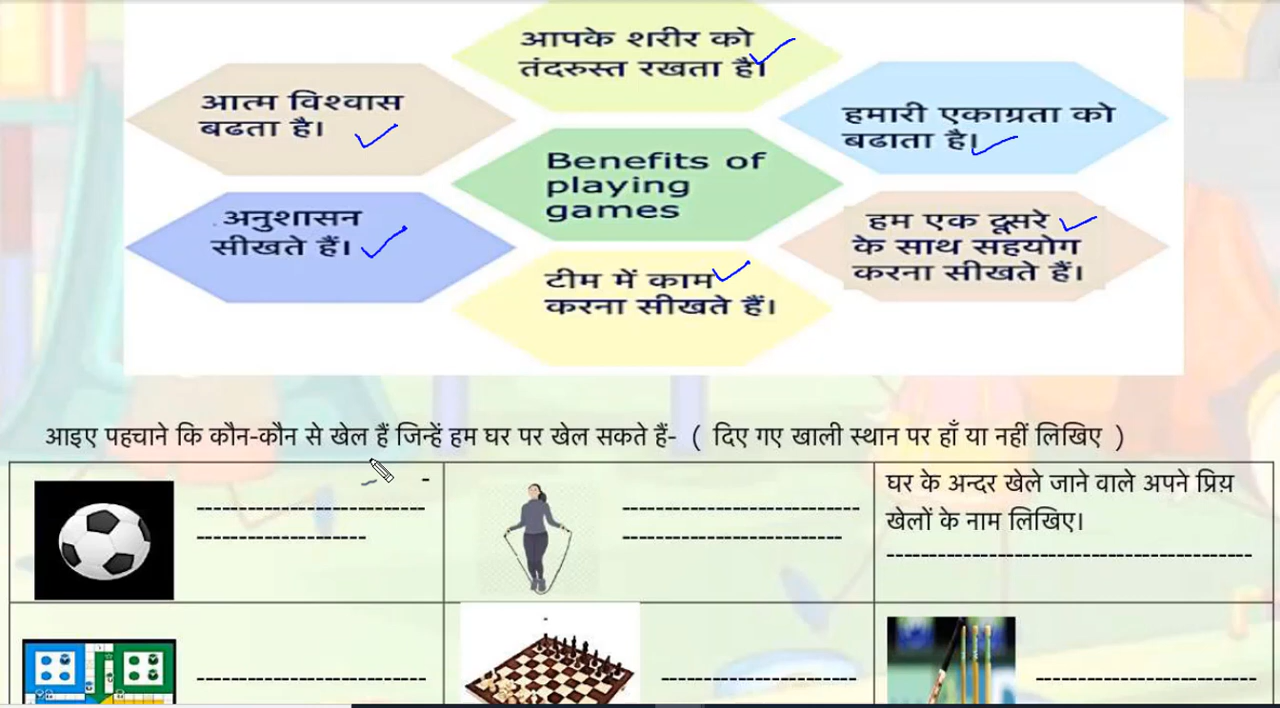 आपके शरीर को
तंदरुस्त रखता है।
आत्म विश्वास
बढता है।
हमारी एकाग्रता को
बढाता है।
Benefits of
playing
games
अनुशासन
सीखते हैं।
हम एक दूसरे
के साथ सहयोग
करना सीखते हैं।
टीम में काम
करना सीखते हैं।
आइए पहचाने कि कौन-कौन से खेल हैं जिन्हें हम घर पर खेल सकते हैं- ( दिए गए खाली स्थान पर हाँ या नहीं लिखिए )
घर के अन्दर खेले जाने वाले अपने प्रिय़
खेलों के नाम लिखिए।